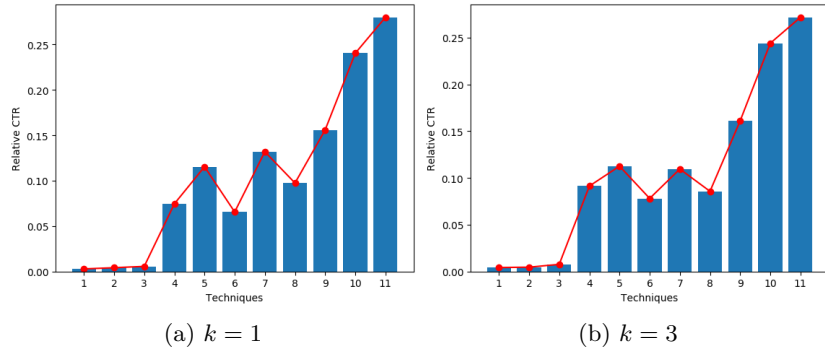 0.25
0.20
0.15
0.10
0.05
0.00
Relative CTR
1 2 3 4 5 6 7 8 9 10 11
Techniques
(a) k = 1
0.25
0.20
0.15
0.10
0.05
0.00
Relative CTR
1 2 3 4 5 6 7 8 9 10 11
Techniques
(b) k = 3